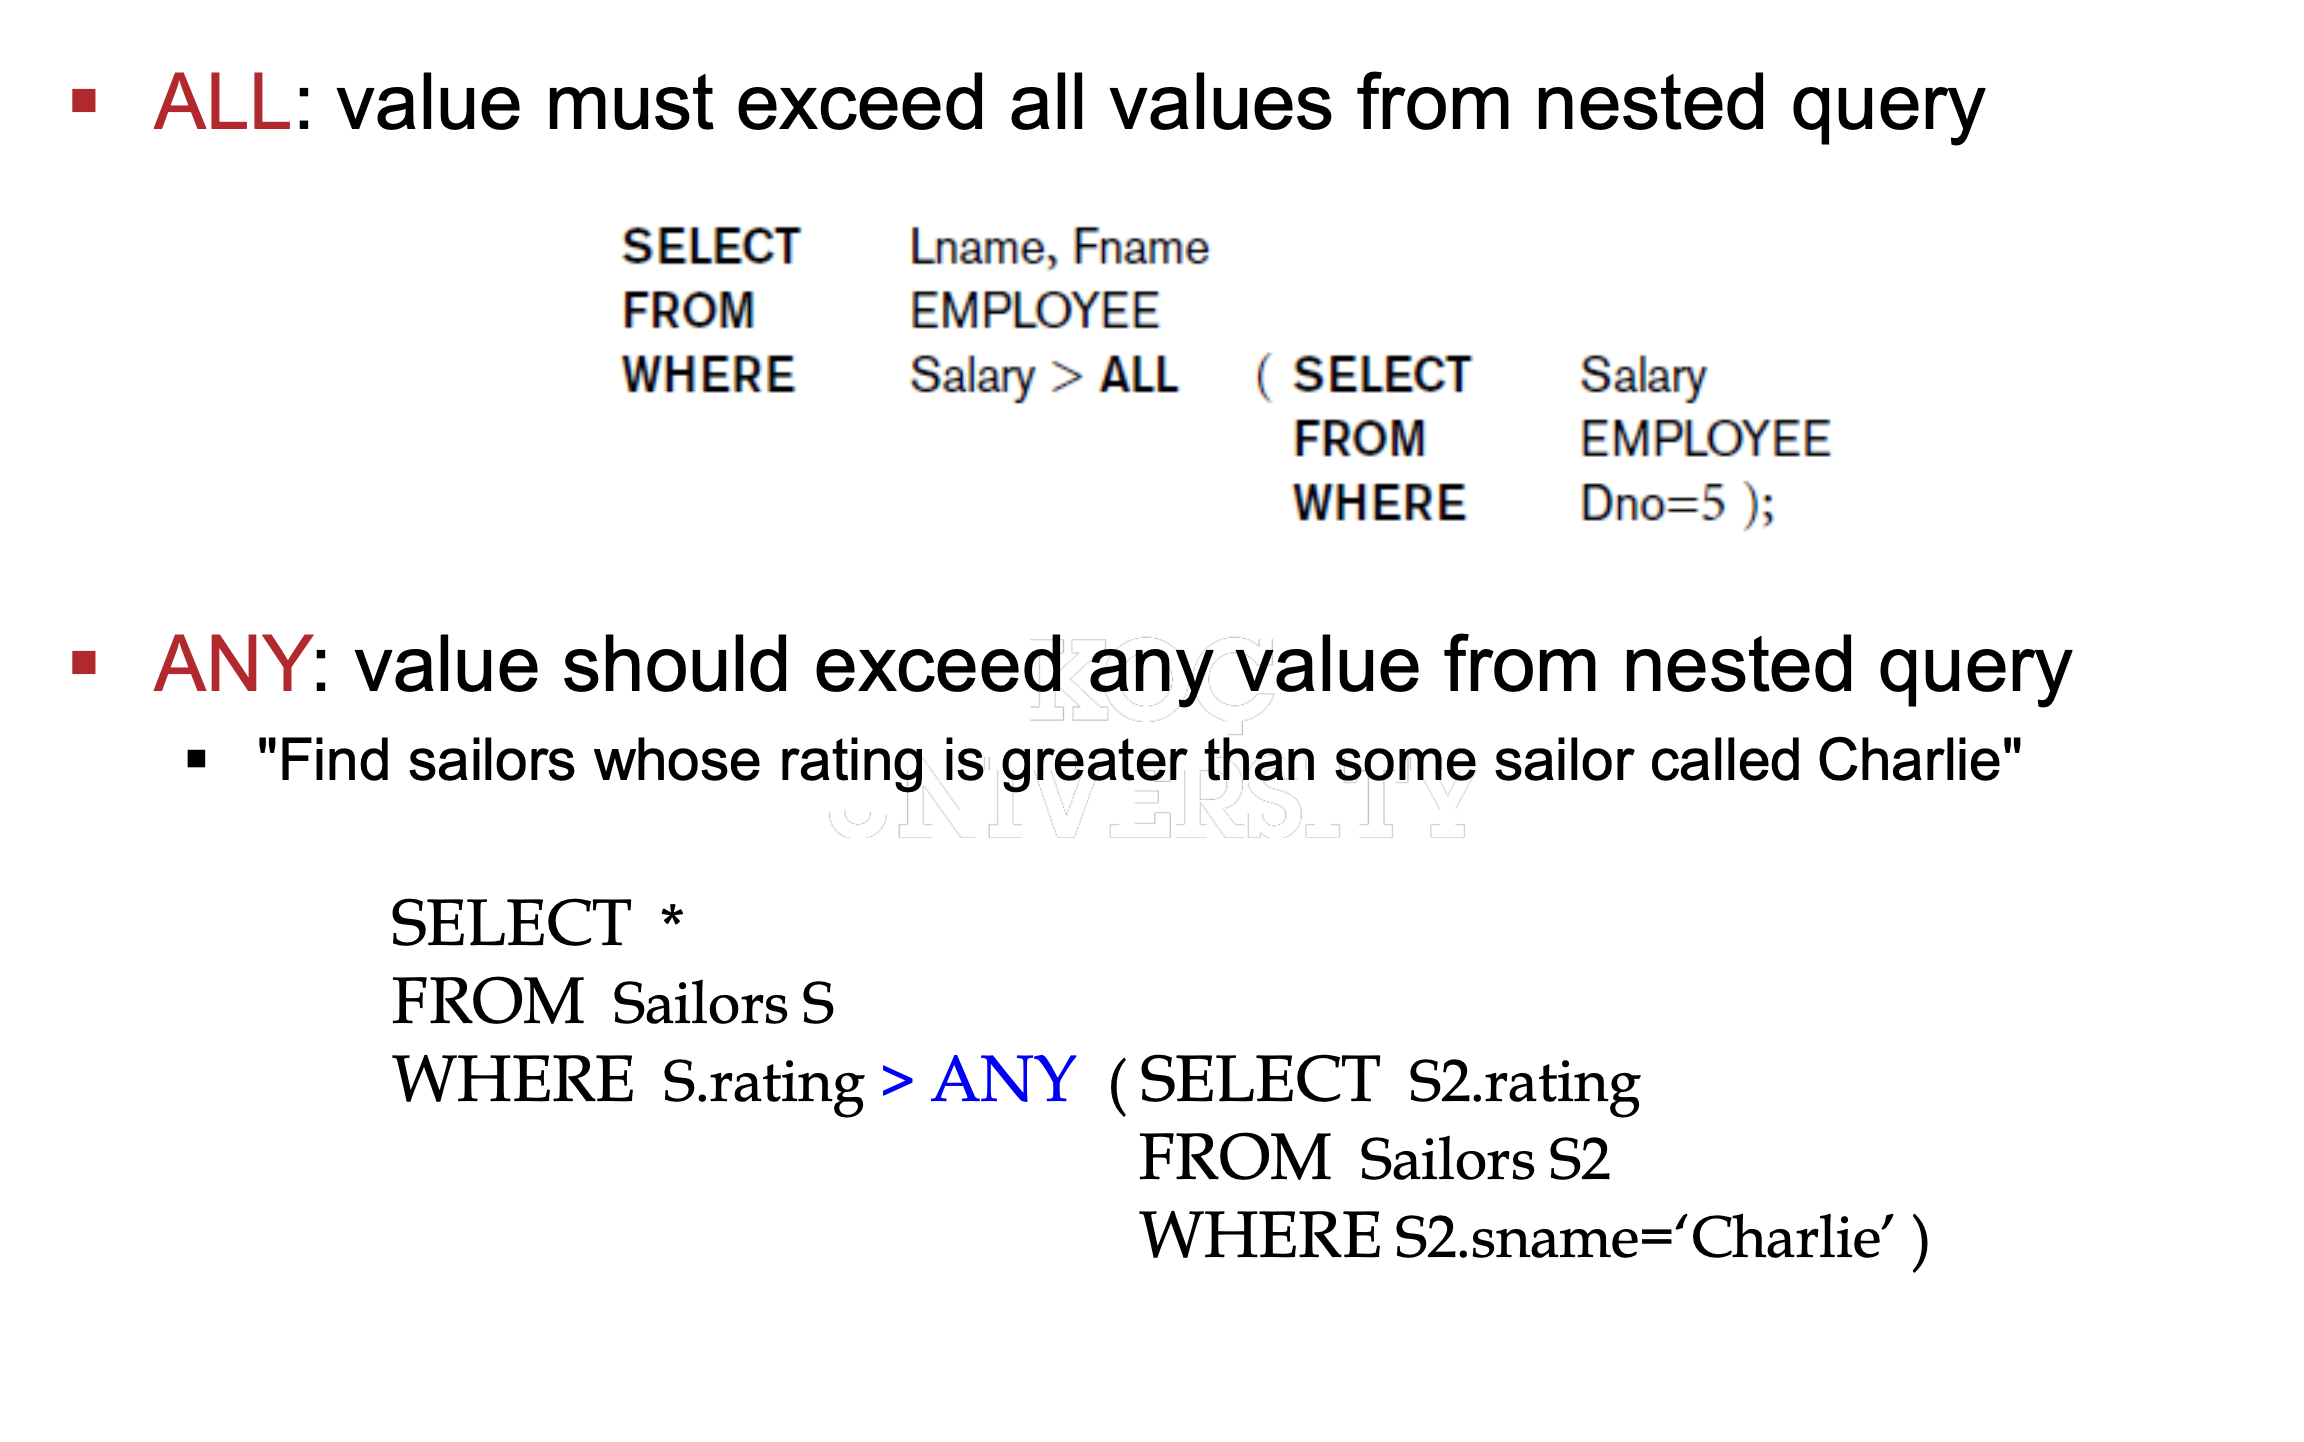 ALL: value must exceed all values from nested query
SELECT Lname, Fname
FROM EMPLOYEE
WHERE Salary > ALL ( SELECT Salary
FROM EMPLOYEE
WHERE Dno=5 );
ANY: value should exceed any value from nested query
"Find sailors whose rating is greater than some sailor called Charlie"
KOÇ
UNIVERSITY
SELECT *
FROM Sailors S
WHERE S.rating > ANY ( SELECT S2.rating
FROM Sailors S2
WHERE S2.sname=‘Charlie’ )